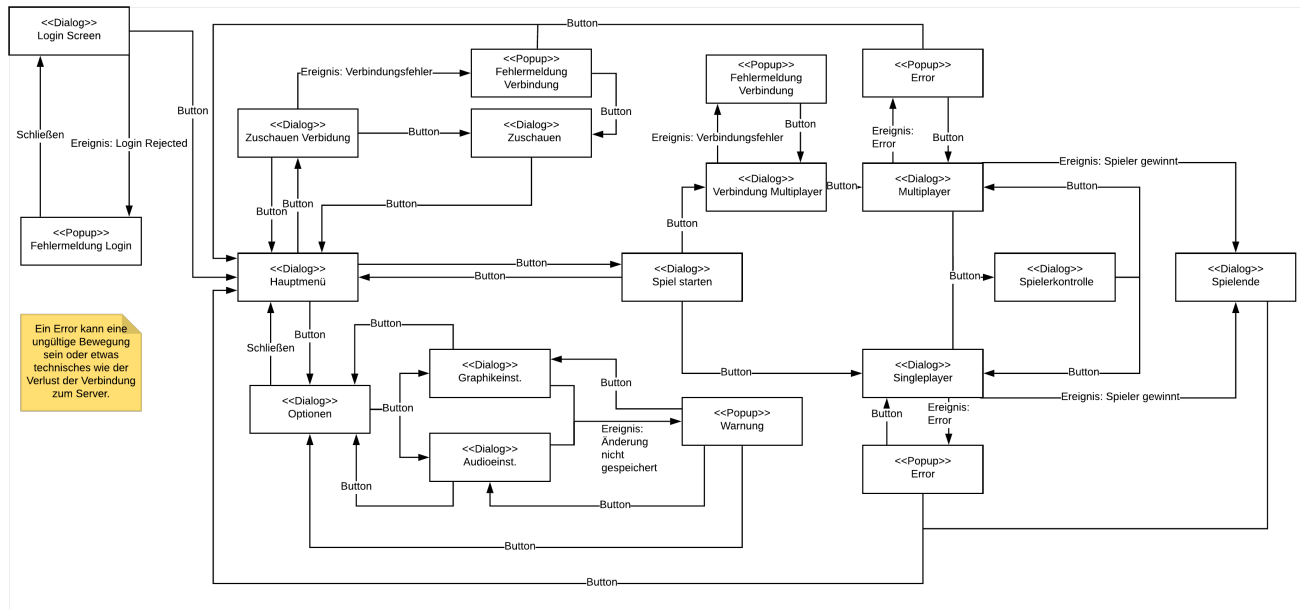 <<Dialog>>
Login Screen
Button
<<Popup>>
Fehlermeldung
Verbindung
<<Popup>>
Fehlermeldung
Verbindung
<<Popup>>
Error
Ereignis: Verbindungsfehler
Button
Button
Schließen
Ereignis: Login Rejected
<<Dialog>>
Zuschauen Verbidung
Button
<<Dialog>>
Zuschauen
Ereignis: Verbindungsfehler
Button
Ereignis:
Error
Button
<<Dialog>>
Verbindung Multiplayer
Button
<<Dialog>>
Multiplayer
Ereignis: Spieler gewinnt
Button
Button
Button
Button
Button
<<Popup>>
Fehlermeldung Login
<<Dialog>>
Hauptmenü
Button
Button
<<Dialog>>
Spiel starten
Button
<<Dialog>>
Spielerkontrolle
<<Dialog>>
Spielende
Ein Error kann eine
ungültige Bewegung
sein oder etwas
technisches wie der
Verlust der Verbindung
zum Server.
Schließen
Button
Button
<<Dialog>>
Graphikeinst.
Button
Button
<<Dialog>>
Singleplayer
Button
Ereignis: Spieler gewinnt
<<Dialog>>
Optionen
Button
<<Popup>>
Warnung
Button
Ereignis:
Error
Ereignis:
Änderung
nicht
gespeichert
<<Dialog>>
Audioeinst.
<<Popup>>
Error
Button
Button
Button
Button